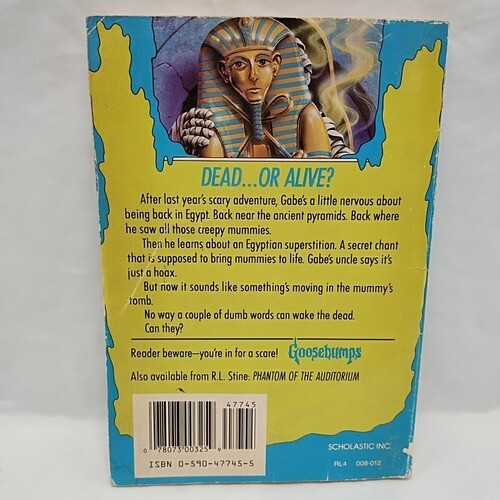 DEAD...OR ALIVE?
After last year's scary adventure, Gabe's a little nervous about
being back in Egypt. Back near the ancient pyramids. Back where
he saw all those creepy mummies.
Then he learns about an Egyptian superstition. A secret chant
that is supposed to bring mummies to life. Gabe's uncle says it's
just a hoax.
But now it sounds like something's moving in the mummy's
tomb.
No way a couple of dumb words can wake the dead.
Can they?
Reader beware—you're in for a scare! Goosebumps
Also available from R.L. Stine: PHANTOM OF THE AUDITORIUM
47745
0 78073 00325 9
ISBN 0-590-47745-5
SCHOLASTIC INC.
RL4 008-012